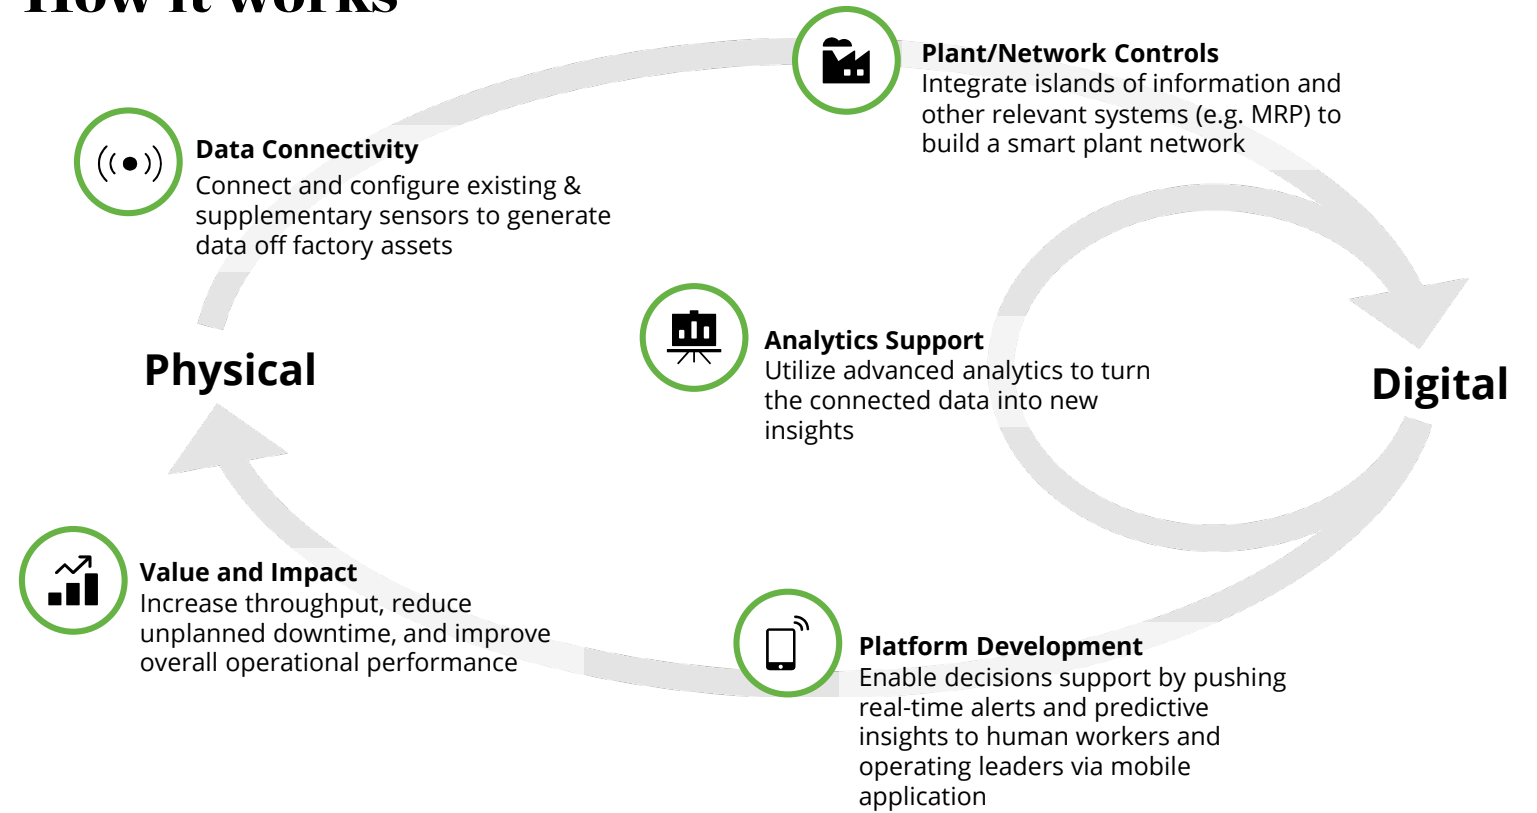 How it works
Plant/Network Controls
Integrate islands of information and
other relevant systems (e.g. MRP) to
build a smart plant network
Data Connectivity
Connect and configure existing &
supplementary sensors to generate
data off factory assets
Analytics Support
Utilize advanced analytics to turn
the connected data into new
insights
Physical
Digital
Value and Impact
Increase throughput, reduce
unplanned downtime, and improve
overall operational performance
Platform Development
Enable decisions support by pushing
real-time alerts and predictive
insights to human workers and
operating leaders via mobile
application